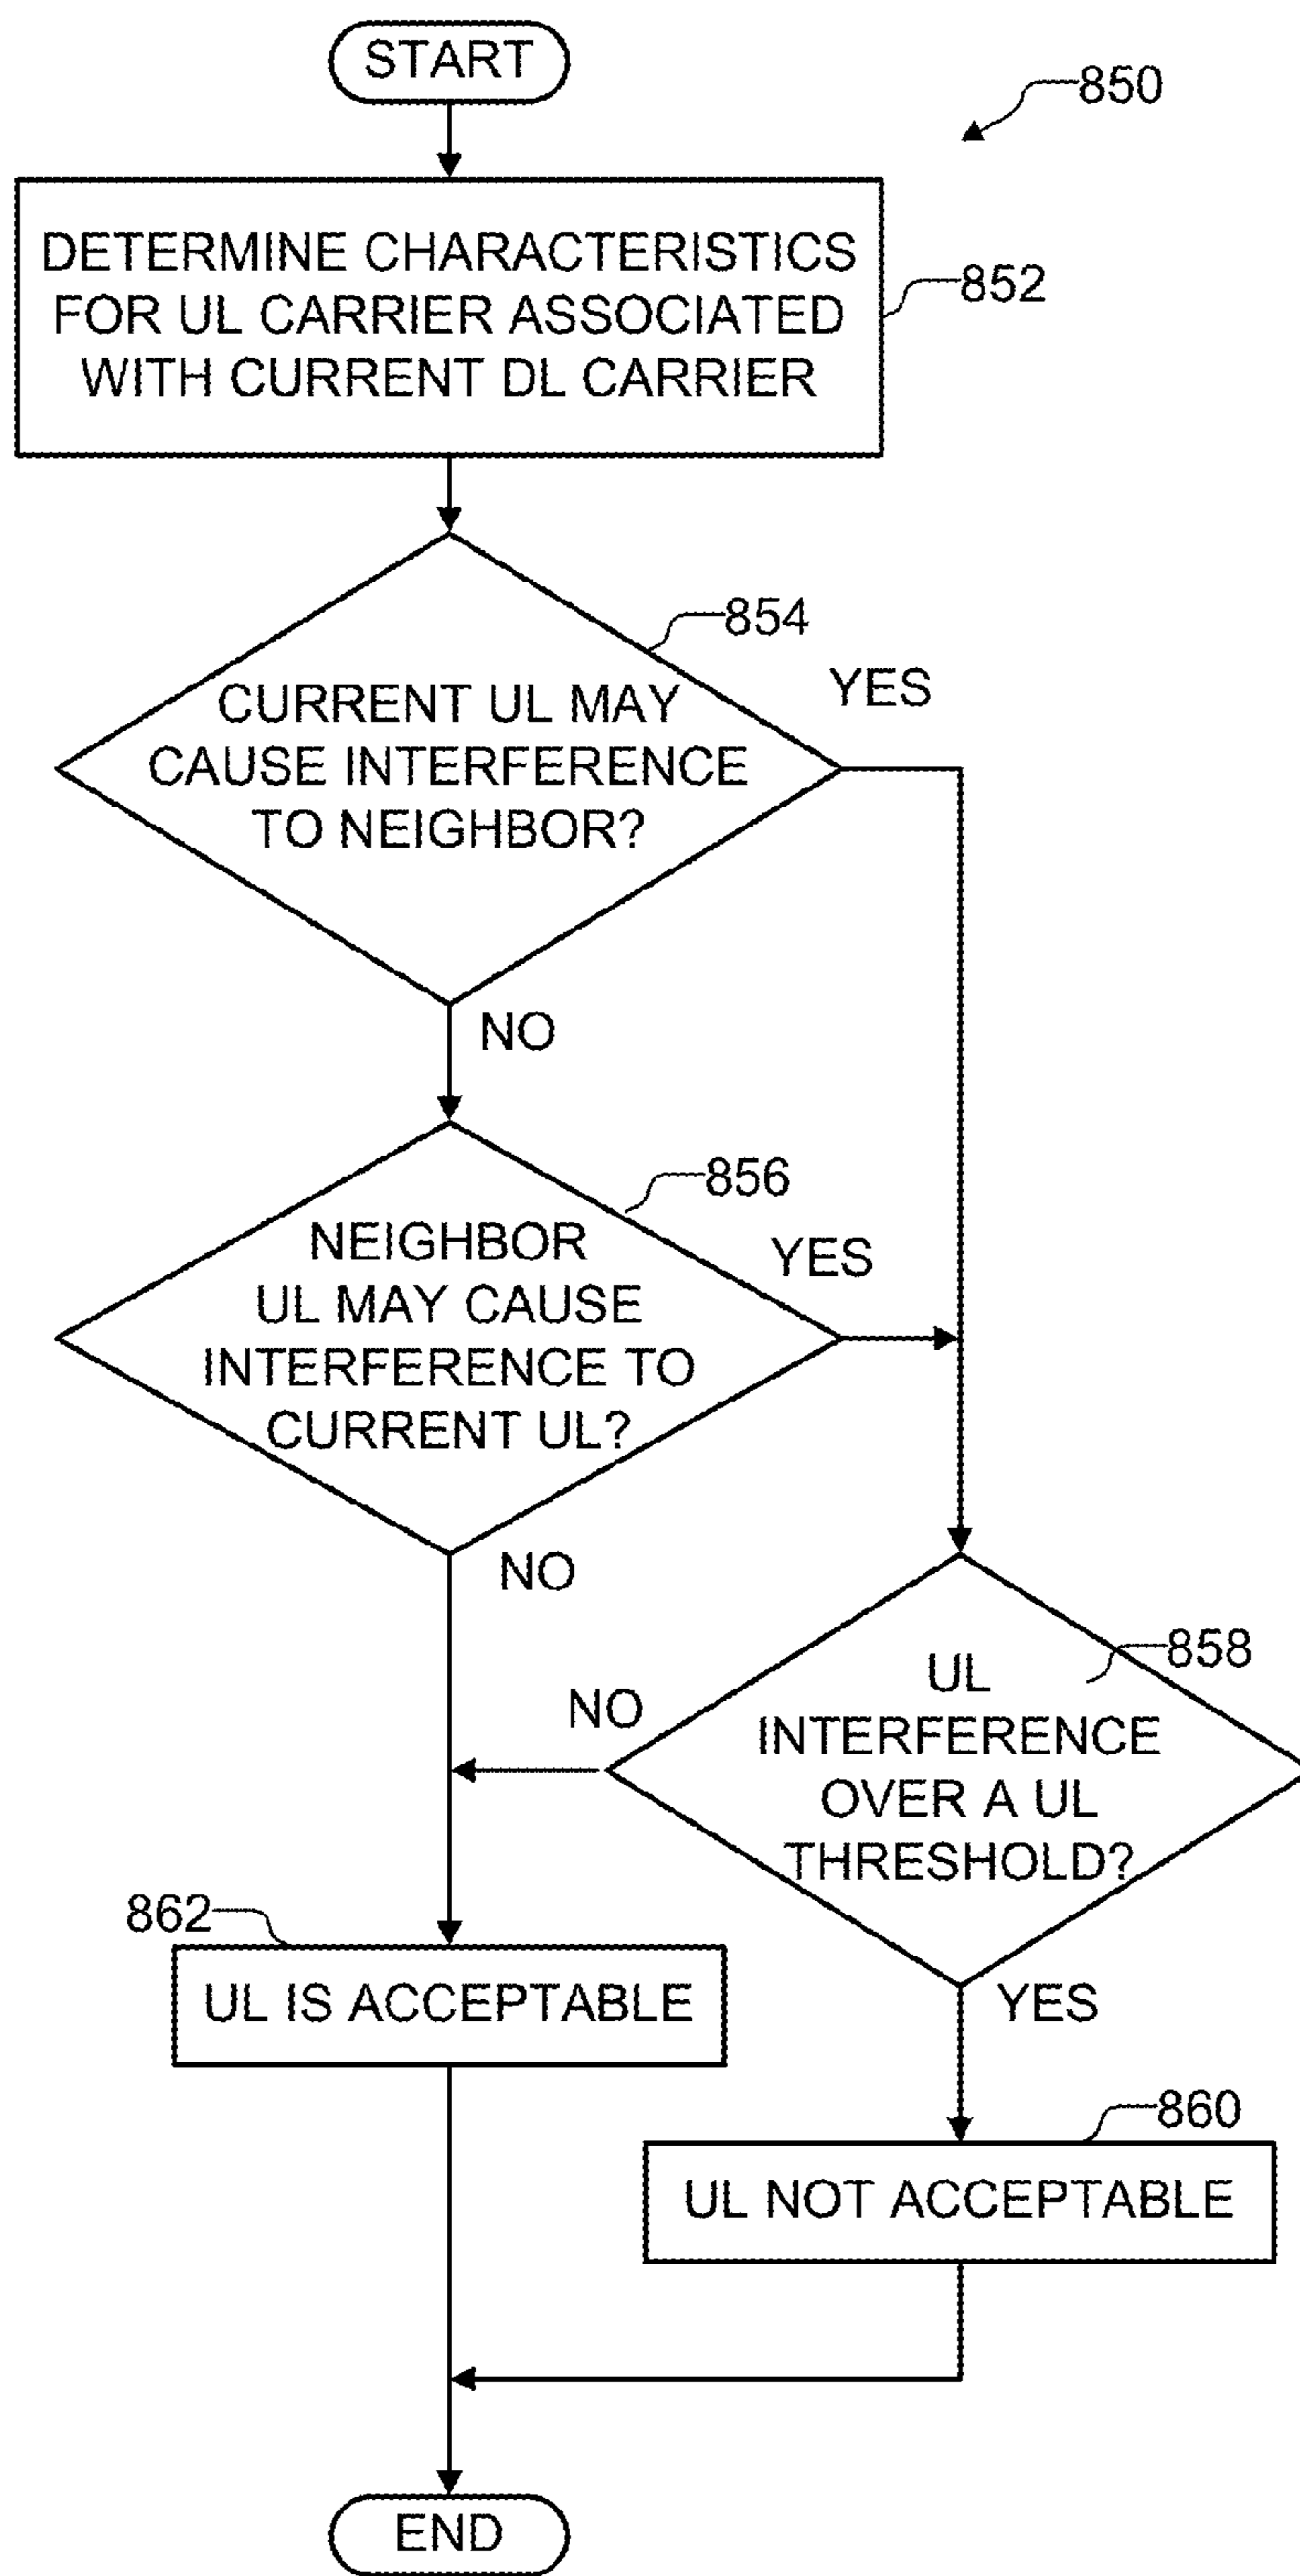 START
850
DETERMINE CHARACTERISTICS
FOR UL CARRIER ASSOCIATED
WITH CURRENT DL CARRIER
852
854
YES
CURRENT UL MAY
CAUSE INTERFERENCE
TO NEIGHBOR?
NO
856
YES
NEIGHBOR
UL MAY CAUSE
INTERFERENCE TO
CURRENT UL?
NO
858
NO
UL
INTERFERENCE
OVER A UL
THRESHOLD?
862
UL IS ACCEPTABLE
YES
860
UL NOT ACCEPTABLE
END